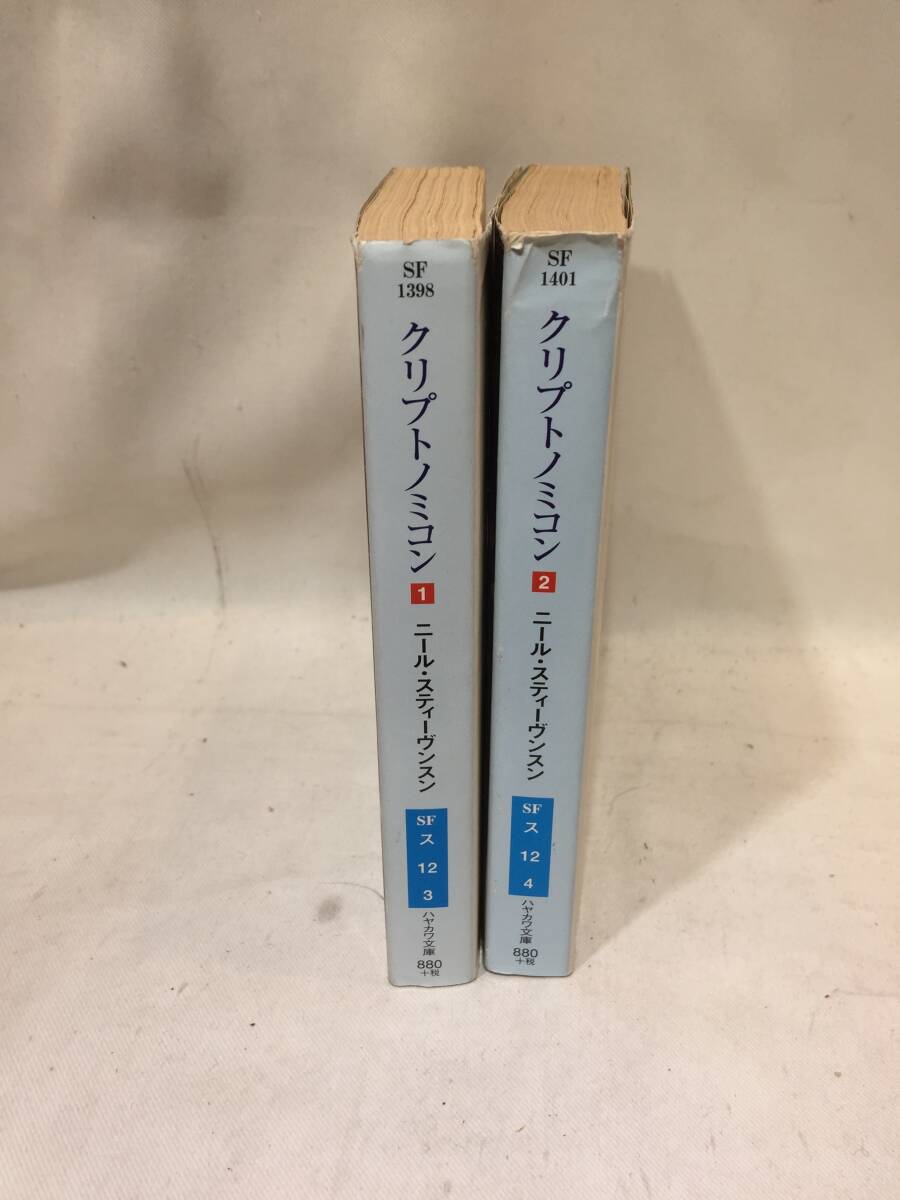 SF
1398
クリプトノミコン
1
ニール・スティーヴンスン
SF
ス
12
3
ハヤカワ文庫
880
+税
SF
1401
クリプトノミコン
2
ニール・スティーヴンスン
SF
ス
12
4
ハヤカワ文庫
880
+税